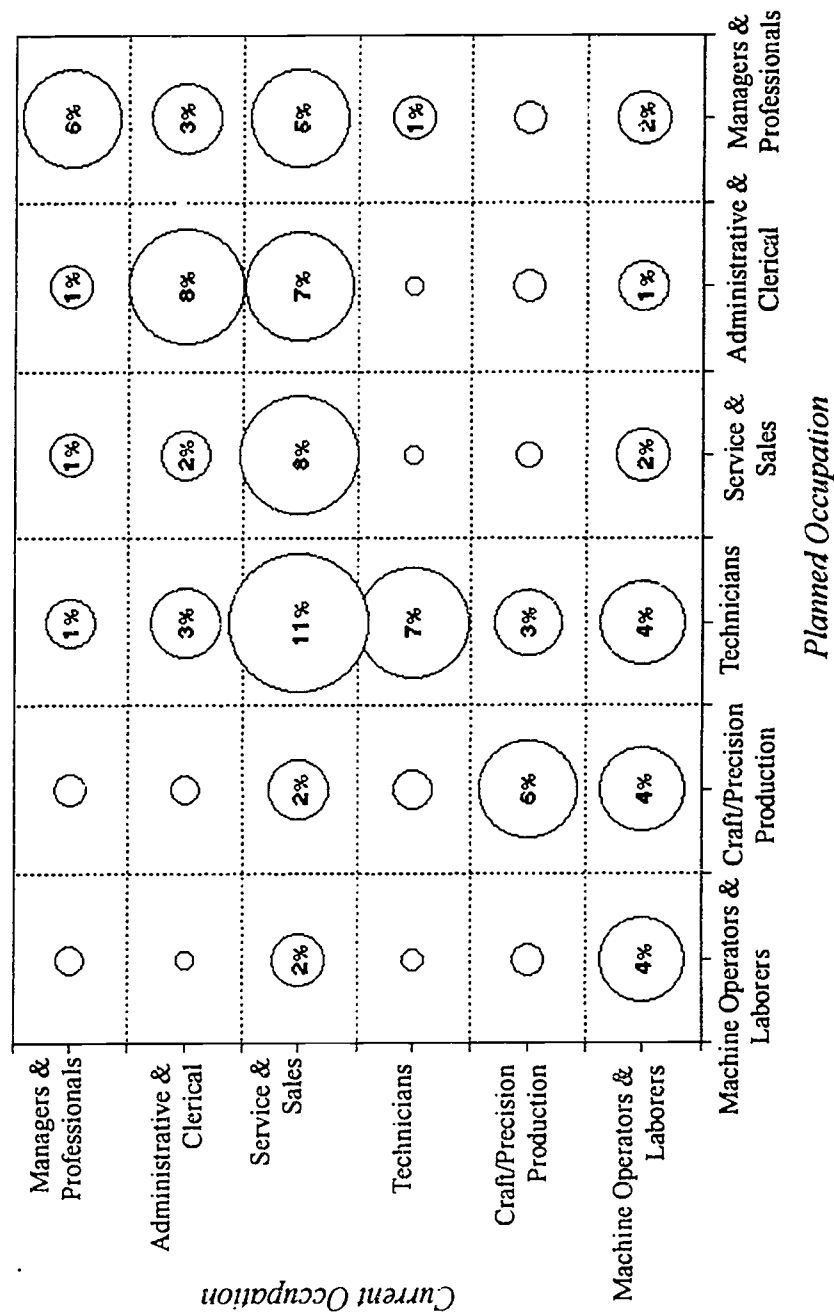 Current Occupation
Managers &
Professionals
1%
1%
1%
6%
Administrative &
Clerical
3%
2%
8%
3%
Service &
Sales
2%
2%
11%
8%
7%
5%
Technicians
7%
1%
Craft/Precision
Production
6%
3%
Machine Operators &
Laborers
4%
4%
4%
2%
1%
2%
Machine Operators &
Laborers
Craft/Precision
Production
Technicians
Service &
Sales
Administrative &
Clerical
Managers &
Professionals
Planned Occupation